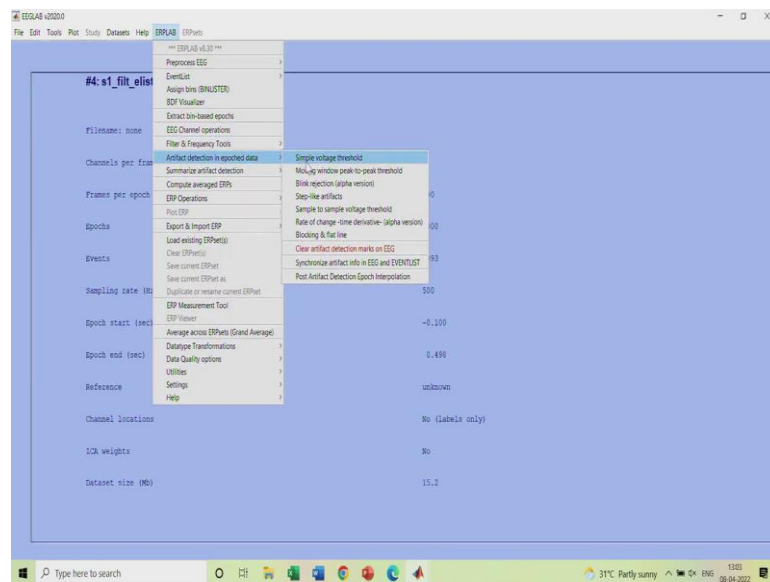 EEGLAB v2020.0
File Edit Tools Plot Study Datasets Help ERPLAB ERPsets
*** ERPLAB v8.30 ***
Preprocess EEG
EventList
Assign bins (BINLISTER)
BDF Visualizer
Extract bin-based epochs
EEG Channel operations
Filter & Frequency Tools
Artifact detection in epoched data
Summarize artifact detection
Compute averaged ERPs
ERP Operations
Plot ERP
Export & Import ERP
Load existing ERPset(s)
Clear ERPset(s)
Save current ERPset
Save current ERPset as
Duplicate or rename current ERPset
ERP Measurement Tool
ERP Viewer
Average across ERPsets (Grand Average)
Datatype Transformations
Data Quality options
Utilities
Settings
Help
Simple voltage threshold
Moving window peak-to-peak threshold
Blink rejection (alpha version)
Step-like artifacts
Sample to sample voltage threshold
Rate of change -time derivative- (alpha version)
Blocking & flat line
Clear artifact detection marks on EEG
Synchronize artifact info in EEG and EVENTLIST
Post Artifact Detection Epoch Interpolation
#4: s1_filt_elist
Filename: none
Channels per fram
Frames per epoch
Epochs
Events
Sampling rate (Hz 500
Epoch start (sec) -0.100
Epoch end (sec) 0.498
Reference unknown
Channel locations No (labels only)
ICA weights No
Dataset size (Mb) 15.2
Type here to search
31°C Partly sunny ENG
13:03
08-04-2022